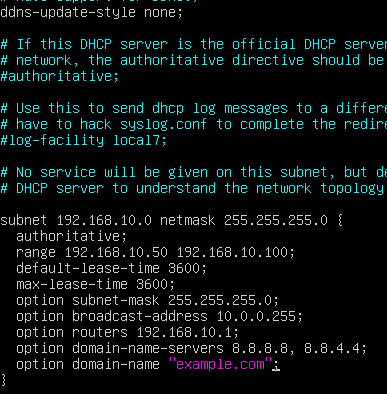 ddns-update-style none;
# If this DHCP server is the official DHCP serve
# network, the authoritative directive should be
#authoritative;
# Use this to send dhcp log messages to a differe
# have to hack syslog.conf to complete the redire
#log-facility local7;
# No service will be given on this subnet, but de
# DHCP server to understand the network topology
subnet 192.168.10.0 netmask 255.255.255.0 {
authoritative;
range 192.168.10.50 192.168.10.100;
default-lease-time 3600;
max-lease-time 3600;
option subnet-mask 255.255.255.0;
option broadcast-address 10.0.0.255;
option routers 192.168.10.1;
option domain-name-servers 8.8.8.8, 8.8.4.4;
option domain-name "example.com";
}